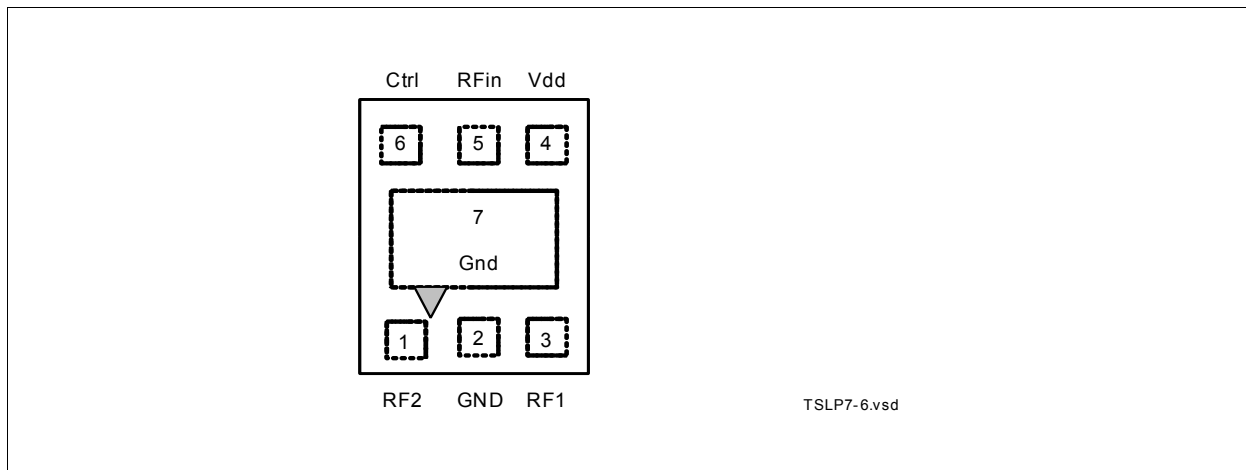 Ctrl RFin Vdd
6 5 4
7
Gnd
1 2 3
RF2 GND RF1
TSLP7-6.vsd